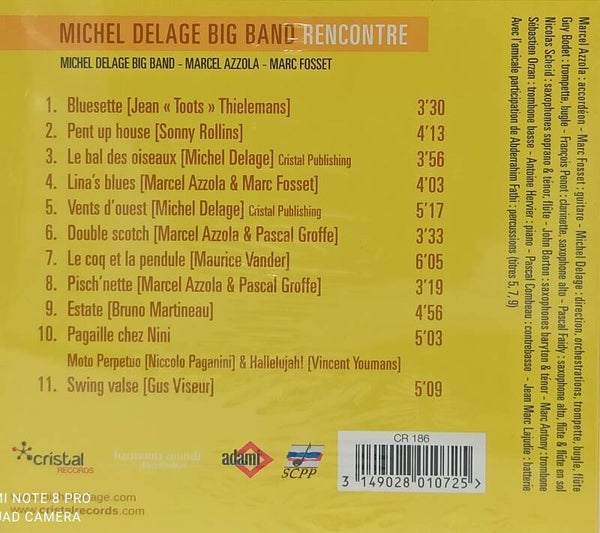 MICHEL DELAGE BIG BAND RENCONTRE
MICHEL DELAGE BIG BAND - MARCEL AZZOLA - MARC FOSSET
1. Bluesette [Jean « Toots » Thielemans] 3'30
2. Pent up house [Sonny Rollins] 4'13
3. Le bal des oiseaux [Michel Delage] Cristal Publishing 3'56
4. Lina's blues [Marcel Azzola & Marc Fosset] 4'03
5. Vents d'ouest [Michel Delage] Cristal Publishing 5'17
6. Double scotch [Marcel Azzola & Pascal Groffe] 3'33
7. Le coq et la pendule [Maurice Vander] 6'05
8. Pisch'nette [Marcel Azzola & Pascal Groffe] 3'19
9. Estate [Bruno Martineau] 4'56
10. Pagaille chez Nini 5'03
Moto Perpetuo [Niccolo Paganini] & Hallelujah! [Vincent Youmans]
11. Swing valse [Gus Viseur] 5'09
Marcel Azzola : accordéon - Marc Fosset : guitare - Michel Delage : direction, orchestrations, trompette, bugle, flûte
Guy Bodet : trompette, bugle - François Penot : clarinette, saxophone alto - Pascal Faidy : saxophone alto, flûte & flûte en sol
Nicolas Scheid : saxophones soprano & ténor, flûte - John Barton : saxophones baryton & ténor - Marc Antony : trombone
Sébastien Orzan : trombone basse - Antoine Hervier : piano - Pascal Combeau : contrebasse - Jean Marc Lajudie : batterie
Avec l'amicale participation de Abderrahim Fathi : percussions (titres 5, 7, 9)
cristal
RECORDS
harmonia mundi
distribution
adami
SCPP
CR 186
3 149028 010725 >
MI NOTE 8 PRO
lage.com
QUAD CAMERA
cristalrecords.com